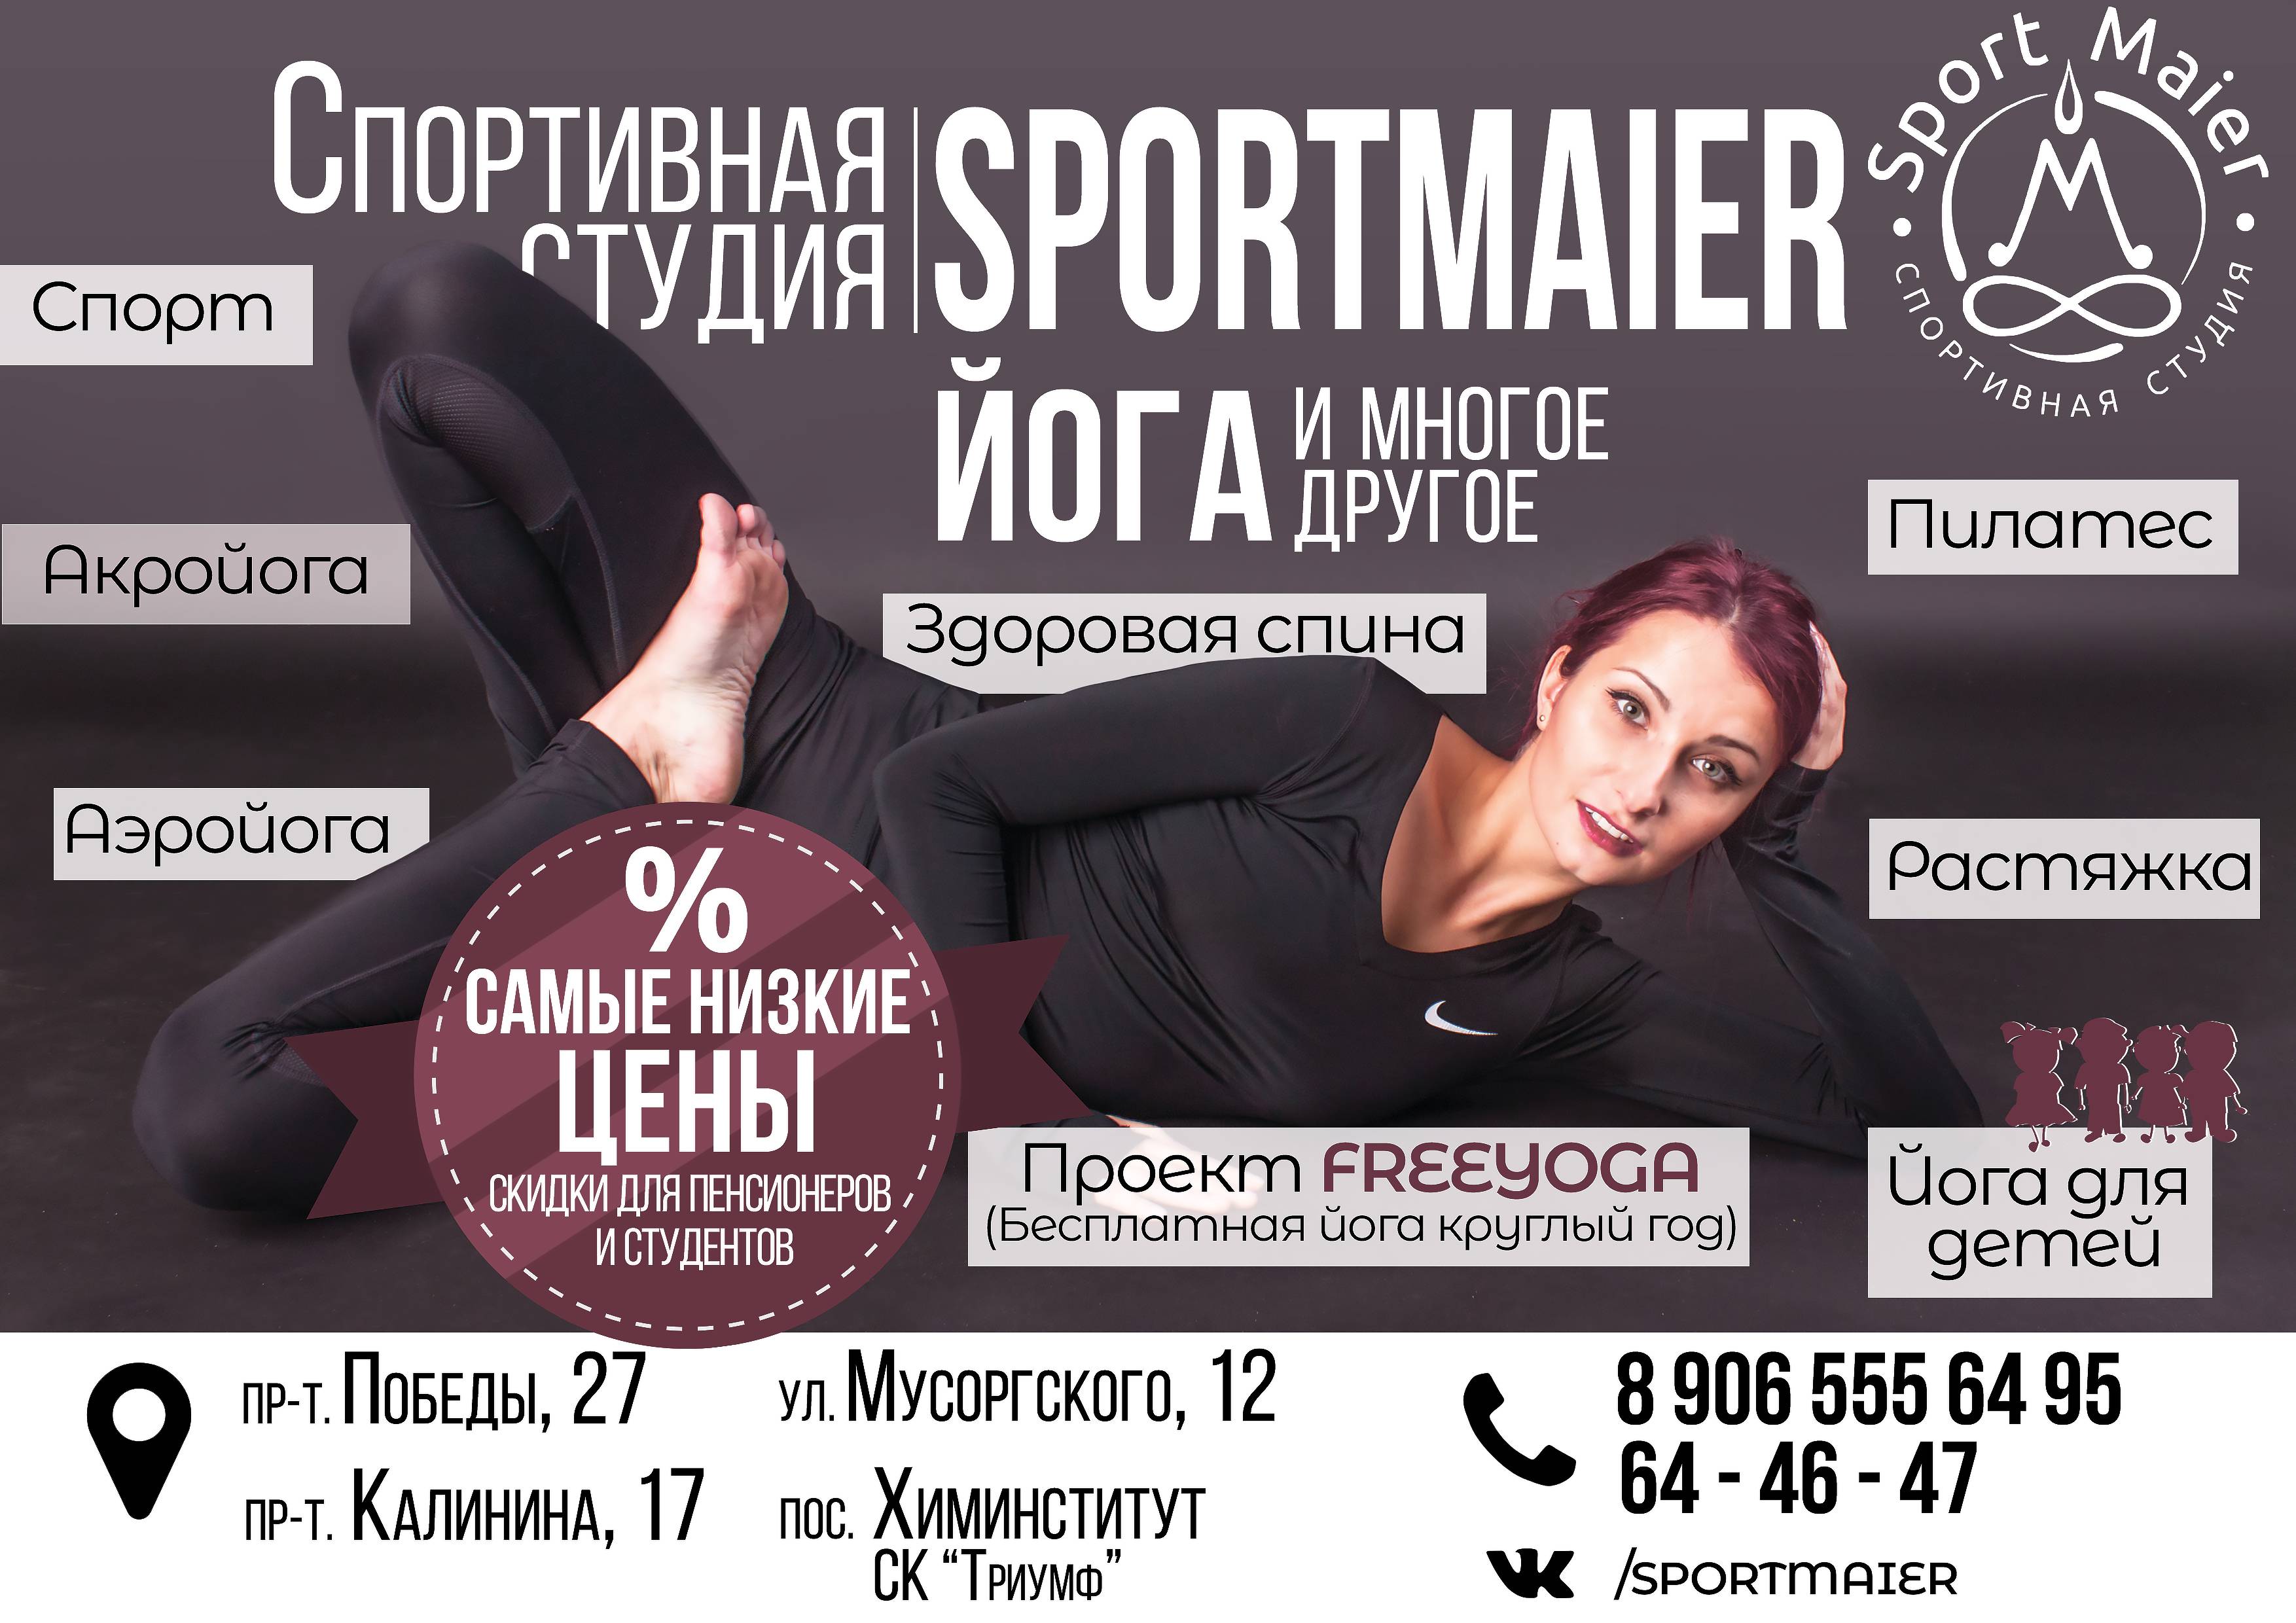 Спортивная
студия
SPORTMAIER
Sport Maier
• СПОРТИВНАЯ СТУДИЯ •
ЙОГА
И МНОГОЕ
ДРУГОЕ
Спорт
Акройога
Аэройога
Здоровая спина
Пилатес
Растяжка
%
САМЫЕ НИЗКИЕ
ЦЕНЫ
СКИДКИ ДЛЯ ПЕНСИОНЕРОВ
И СТУДЕНТОВ
Проект FREEYOGA
(Бесплатная йога круглый год)
Йога для
детей
пр-т. Победы, 27
пр-т. Калинина, 17
ул. Мусоргского, 12
пос. Химинститут
СК “Триумф”
8 906 555 64 95
64 - 46 - 47
/SPORTMAIER